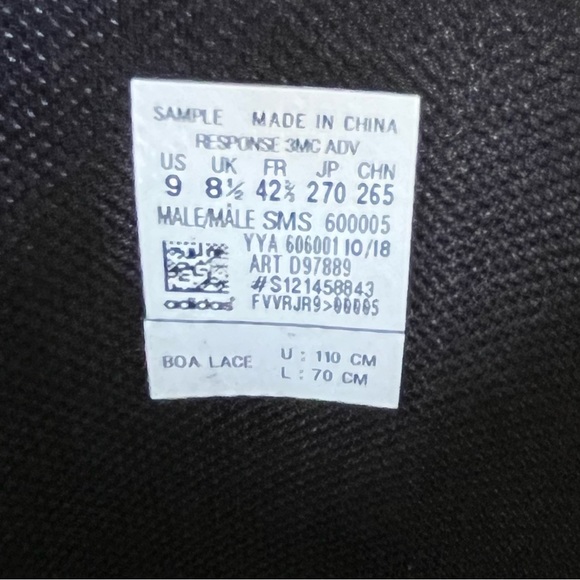 SAMPLE MADE IN CHINA
RESPONSE 3MC ADV
US UK FR JP CHN
9 8½ 42⅔ 270 265
MALE/MÂLE SMS 600005
YYA 606001 10/18
ART D97889
#S121458843
adidas FVVRJR9>00005
BOA LACE U : 110 CM
L : 70 CM